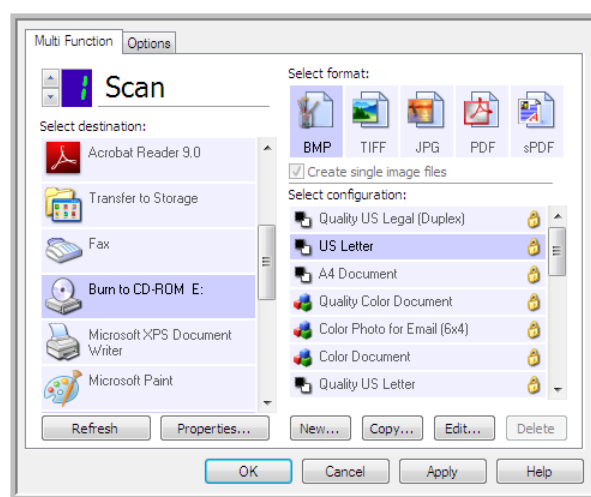 Multi Function
Options
1 Scan
Select destination:
Acrobat Reader 9.0
Transfer to Storage
Fax
Burn to CD-ROM E:
Microsoft XPS Document
Writer
Microsoft Paint
Refresh
Properties...
Select format:
BMP TIFF JPG PDF sPDF
Create single image files
Select configuration:
Quality US Legal (Duplex)
US Letter
A4 Document
Quality Color Document
Color Photo for Email (6x4)
Color Document
Quality US Letter
New...
Copy...
Edit...
Delete
OK
Cancel
Apply
Help